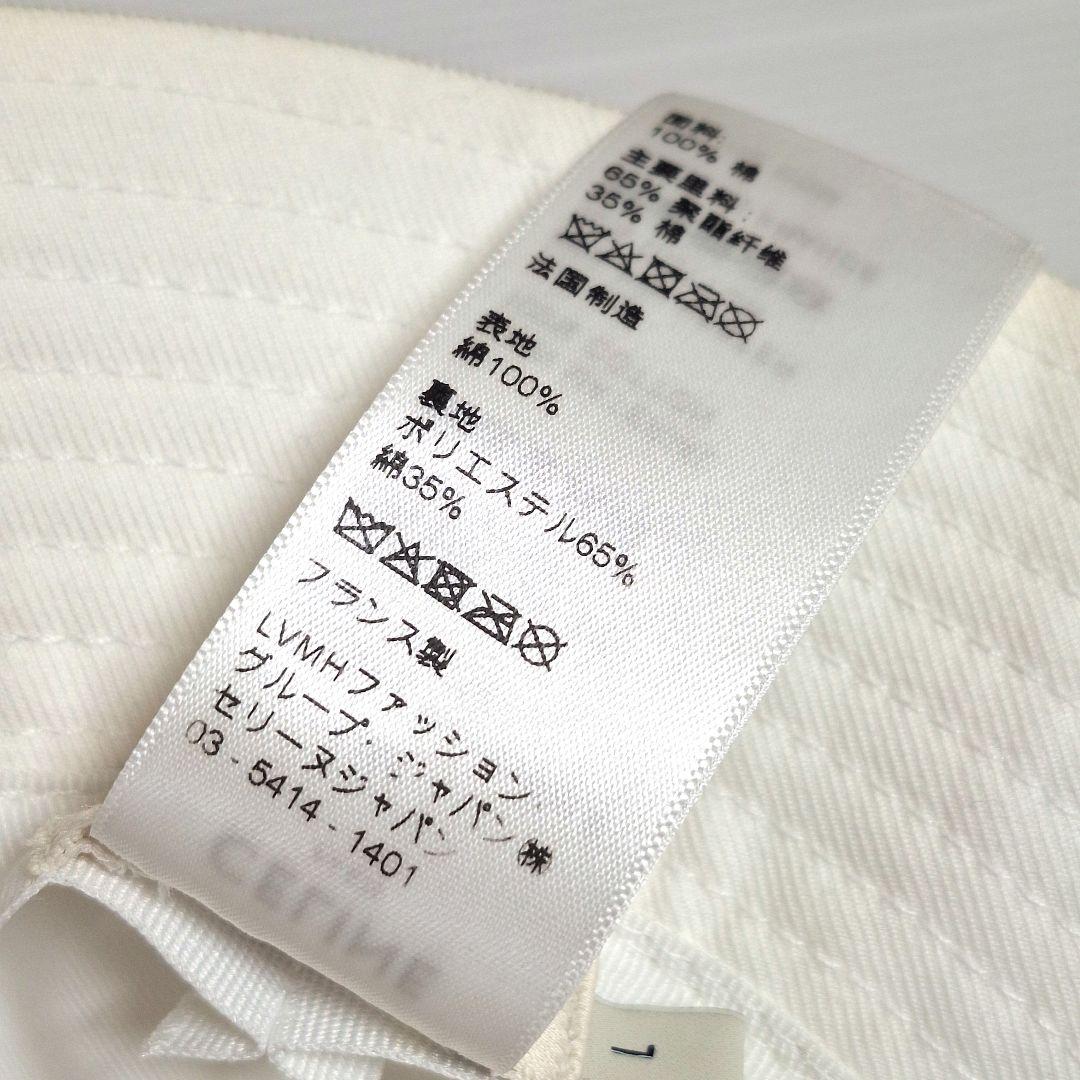 面料:
100% 棉
主要里料:
65% 聚酯纤维
35% 棉
法国制造
表地
綿100%
裏地
ポリエステル65%
綿35%
フランス製
LVMHファッション
グループ・ジャパン㈱
セリーヌジャパン
03-5414-1401
CELINE
L